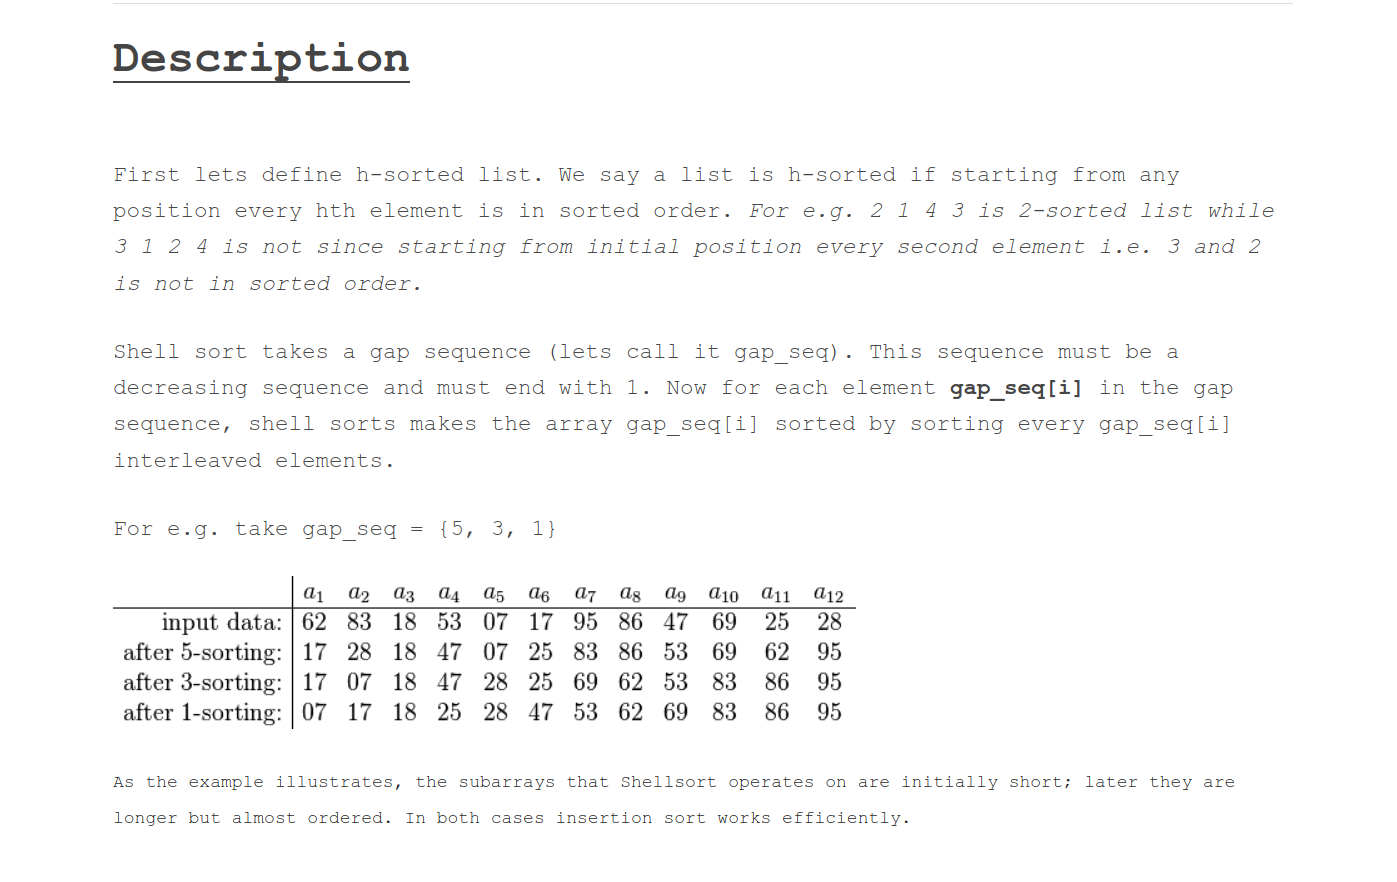 Description
First lets define h-sorted list. We say a list is h-sorted if starting from any
position every hth element is in sorted order. For e.g. 2 1 4 3 is 2-sorted list while
3 1 2 4 is not since starting from initial position every second element i.e. 3 and 2
is not in sorted order.
Shell sort takes a gap sequence (lets call it gap_seq). This sequence must be a
decreasing sequence and must end with 1. Now for each element gap_seq[i] in the gap
sequence, shell sorts makes the array gap_seq[i] sorted by sorting every gap_seq[i]
interleaved elements.
For e.g. take gap_seq = {5, 3, 1}
a1 a2 a3 a4 a5 a6 a7 a8 a9 a10 a11 a12
input data: 62 83 18 53 07 17 95 86 47 69 25 28
after 5-sorting: 17 28 18 47 07 25 83 86 53 69 62 95
after 3-sorting: 17 07 18 47 28 25 69 62 53 83 86 95
after 1-sorting: 07 17 18 25 28 47 53 62 69 83 86 95
As the example illustrates, the subarrays that Shellsort operates on are initially short; later they are
longer but almost ordered. In both cases insertion sort works efficiently.